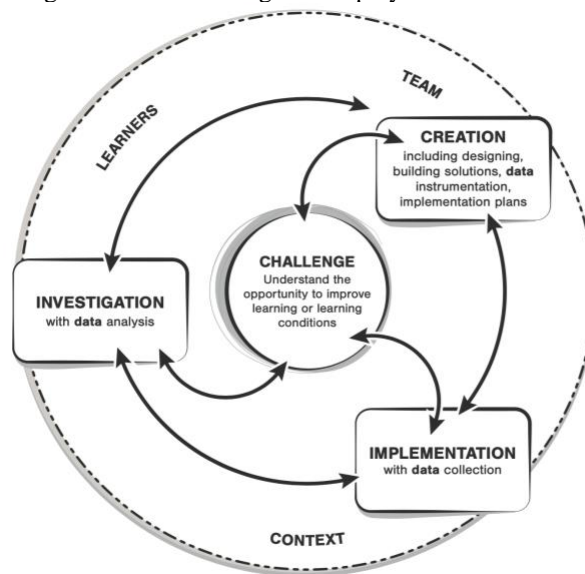 TEAM
LEARNERS
CREATION
including designing,
building solutions, data
instrumentation,
implementation plans
CHALLENGE
Understand the
opportunity to improve
learning or learning
conditions
INVESTIGATION
with data analysis
IMPLEMENTATION
with data collection
CONTEXT